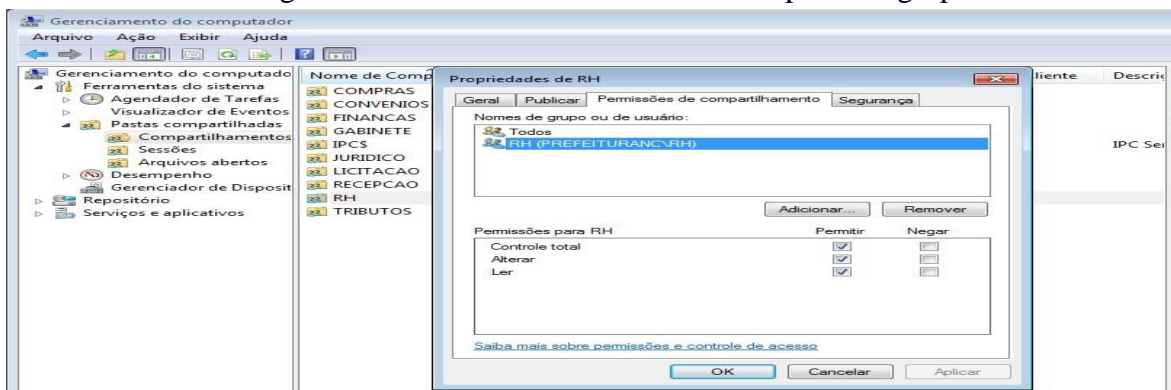 Gerenciamento do computador
Arquivo Ação Exibir Ajuda
Gerenciamento do computado
Ferramentas do sistema
Agendador de Tarefas
Visualizador de Eventos
Pastas compartilhadas
Compartilhamentos
Sessões
Arquivos abertos
Desempenho
Gerenciador de Disposit
Repositório
Serviços e aplicativos
Nome de Comp
COMPRAS
CONVENIOS
FINANCAS
GABINETE
IPC$
JURIDICO
LICITACAO
RECEPCAO
RH
TRIBUTOS
Propriedades de RH
Geral Publicar Permissões de compartilhamento Segurança
Nomes de grupo ou de usuário:
Todos
RH (PREFEITURANC\RH)
Adicionar... Remover
Permissões para RH Permitir Negar
Controle total
Alterar
Ler
Saiba mais sobre permissões e controle de acesso
OK Cancelar Aplicar
liente Descriç
IPC Ser